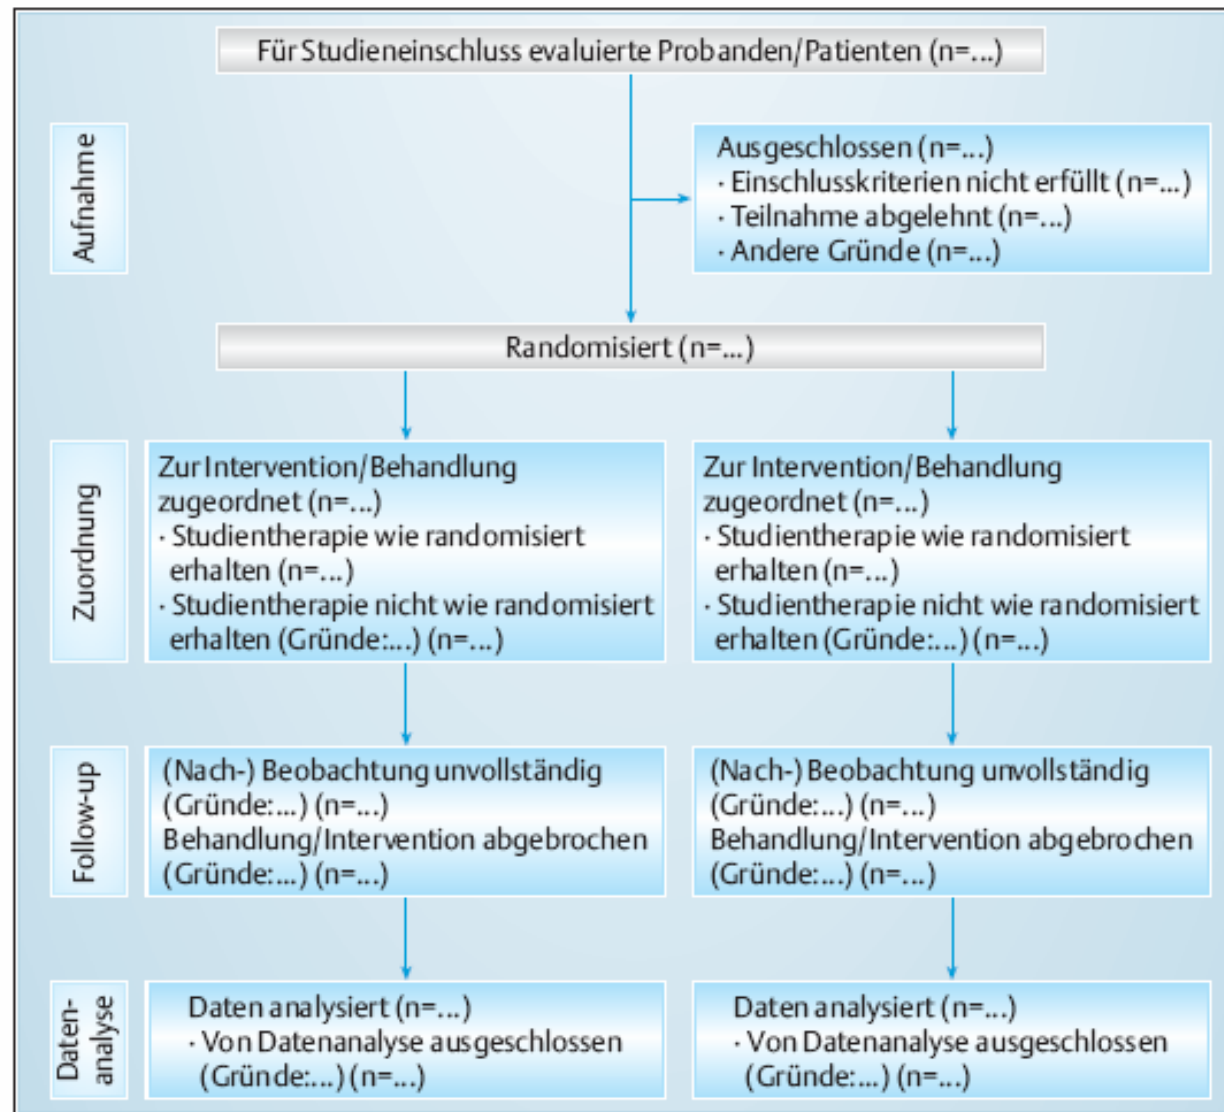 Für Studieneinschluss evaluierte Probanden/Patienten (n=...)
Aufnahme
Ausgeschlossen (n=...)
· Einschlusskriterien nicht erfüllt (n=...)
· Teilnahme abgelehnt (n=...)
· Andere Gründe (n=...)
Randomisiert (n=...)
Zuordnung
Zur Intervention/Behandlung
zugeordnet (n=...)
· Studientherapie wie randomisiert
erhalten (n=...)
· Studientherapie nicht wie randomisiert
erhalten (Gründe:...) (n=...)
Zur Intervention/Behandlung
zugeordnet (n=...)
· Studientherapie wie randomisiert
erhalten (n=...)
· Studientherapie nicht wie randomisiert
erhalten (Gründe:...) (n=...)
Follow-up
(Nach-) Beobachtung unvollständig
(Gründe:...) (n=...)
Behandlung/Intervention abgebrochen
(Gründe:...) (n=...)
(Nach-) Beobachtung unvollständig
(Gründe:...) (n=...)
Behandlung/Intervention abgebrochen
(Gründe:...) (n=...)
Daten-
analyse
Daten analysiert (n=...)
· Von Datenanalyse ausgeschlossen
(Gründe:...) (n=...)
Daten analysiert (n=...)
· Von Datenanalyse ausgeschlossen
(Gründe:...) (n=...)